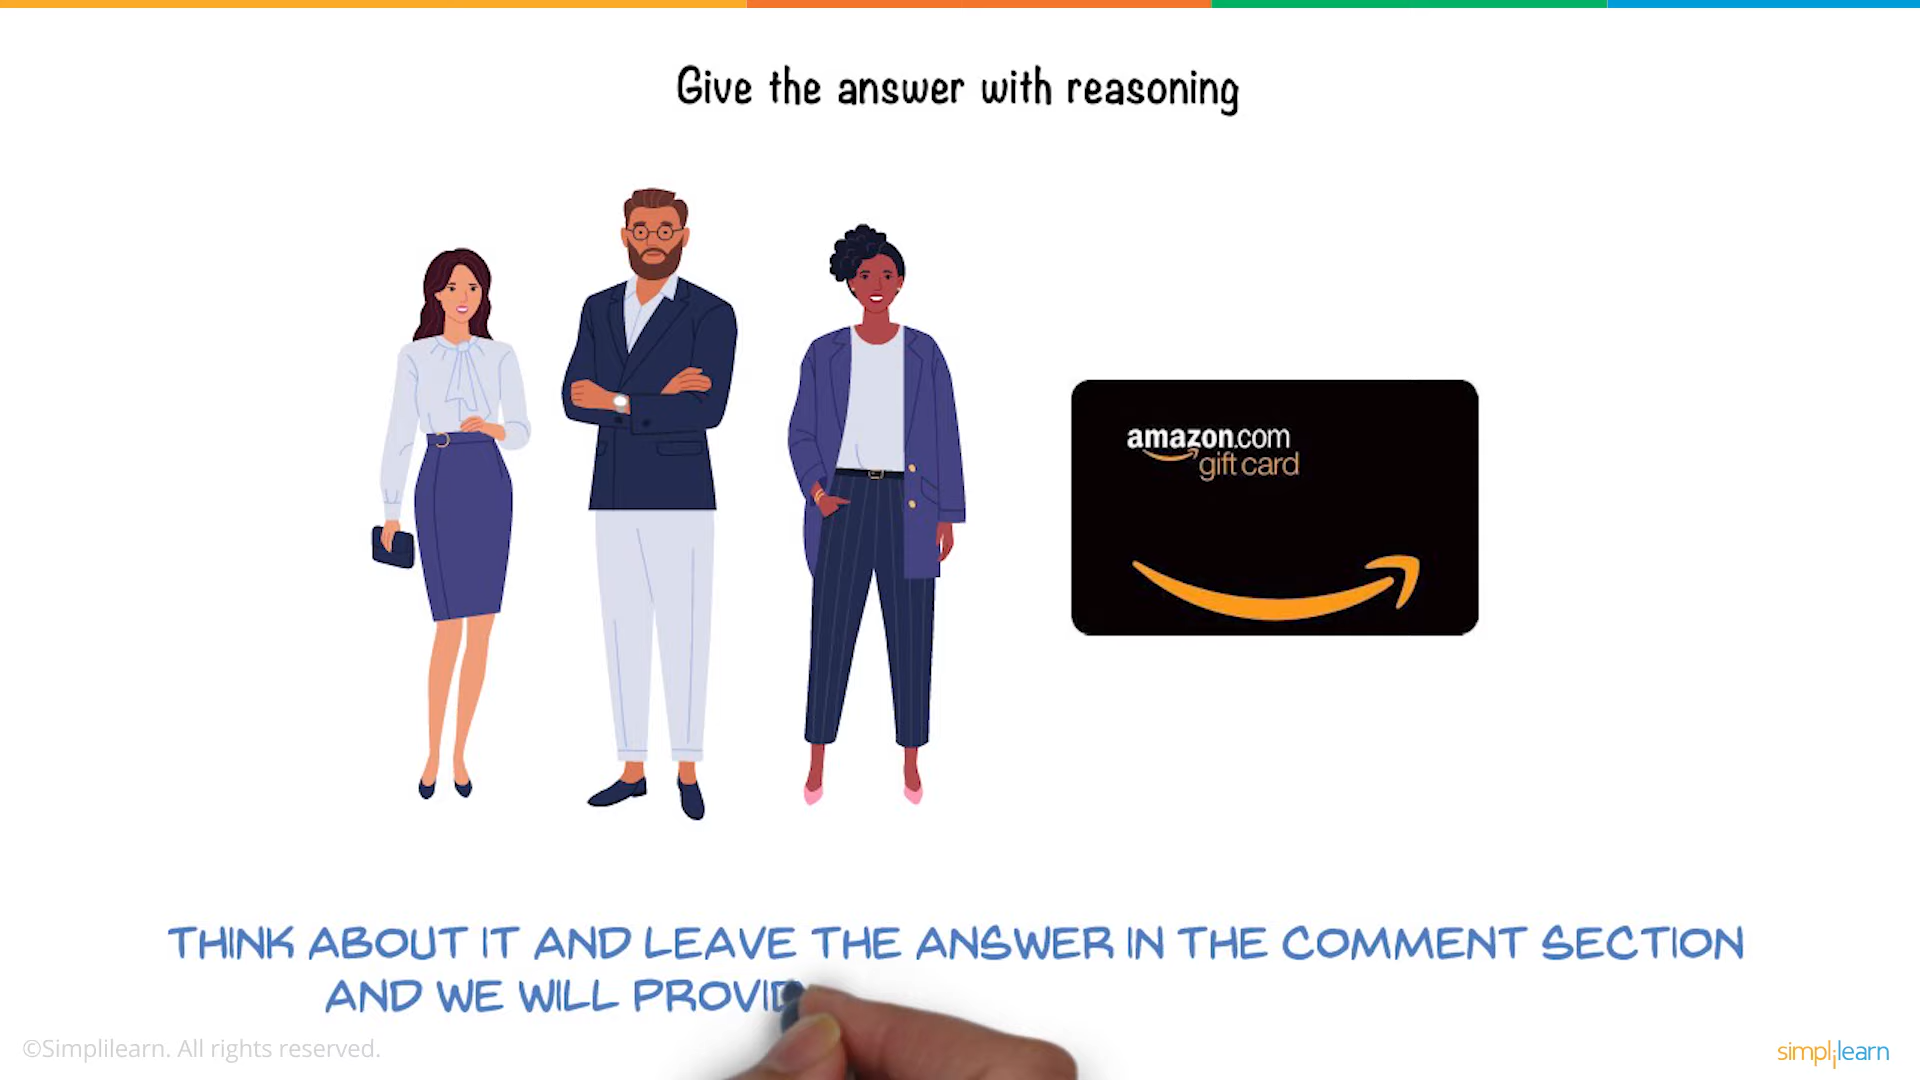 Give the answer with reasoning
amazon.com
gift card
THINK ABOUT IT AND LEAVE THE ANSWER IN THE COMMENT SECTION
AND WE WILL
©Simplilearn. All rights reserved.
simplilearn